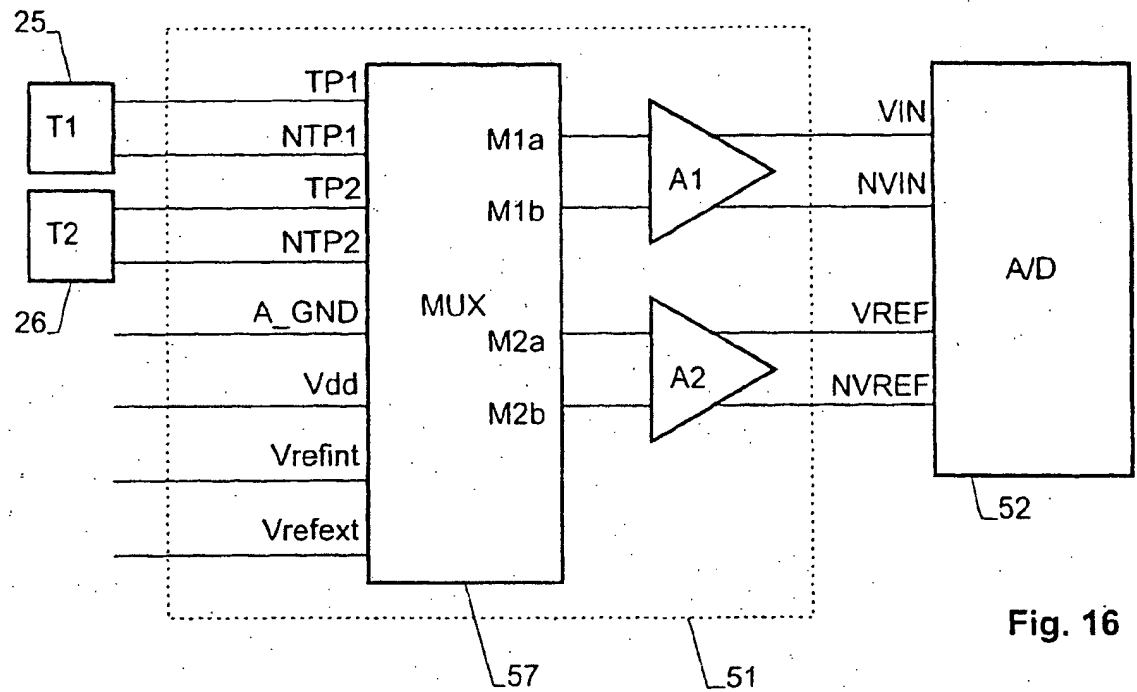 25
T1
T2
26
TP1
NTP1
TP2
NTP2
A_GND
Vdd
Vrefint
Vrefext
MUX
M1a
M1b
M2a
M2b
57
A1
A2
51
VIN
NVIN
VREF
NVREF
A/D
52
Fig. 16